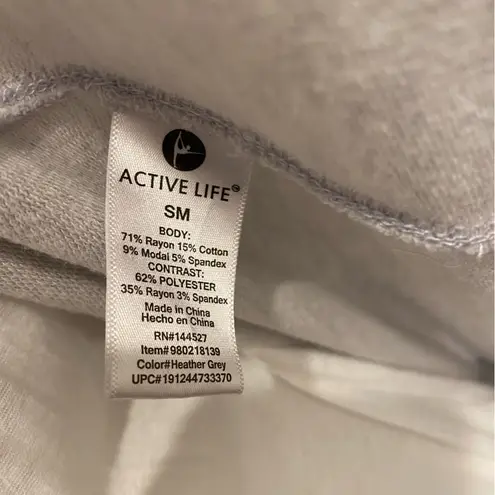 ACTIVE LIFE
SM
BODY:
71% Rayon 15% Cotton
9% Modal 5% Spandex
CONTRAST:
62% POLYESTER
35% Rayon 3% Spandex
Made in China
Hecho en China
RN#144527
Item#980218139
Color#Heather Grey
UPC#191244733370